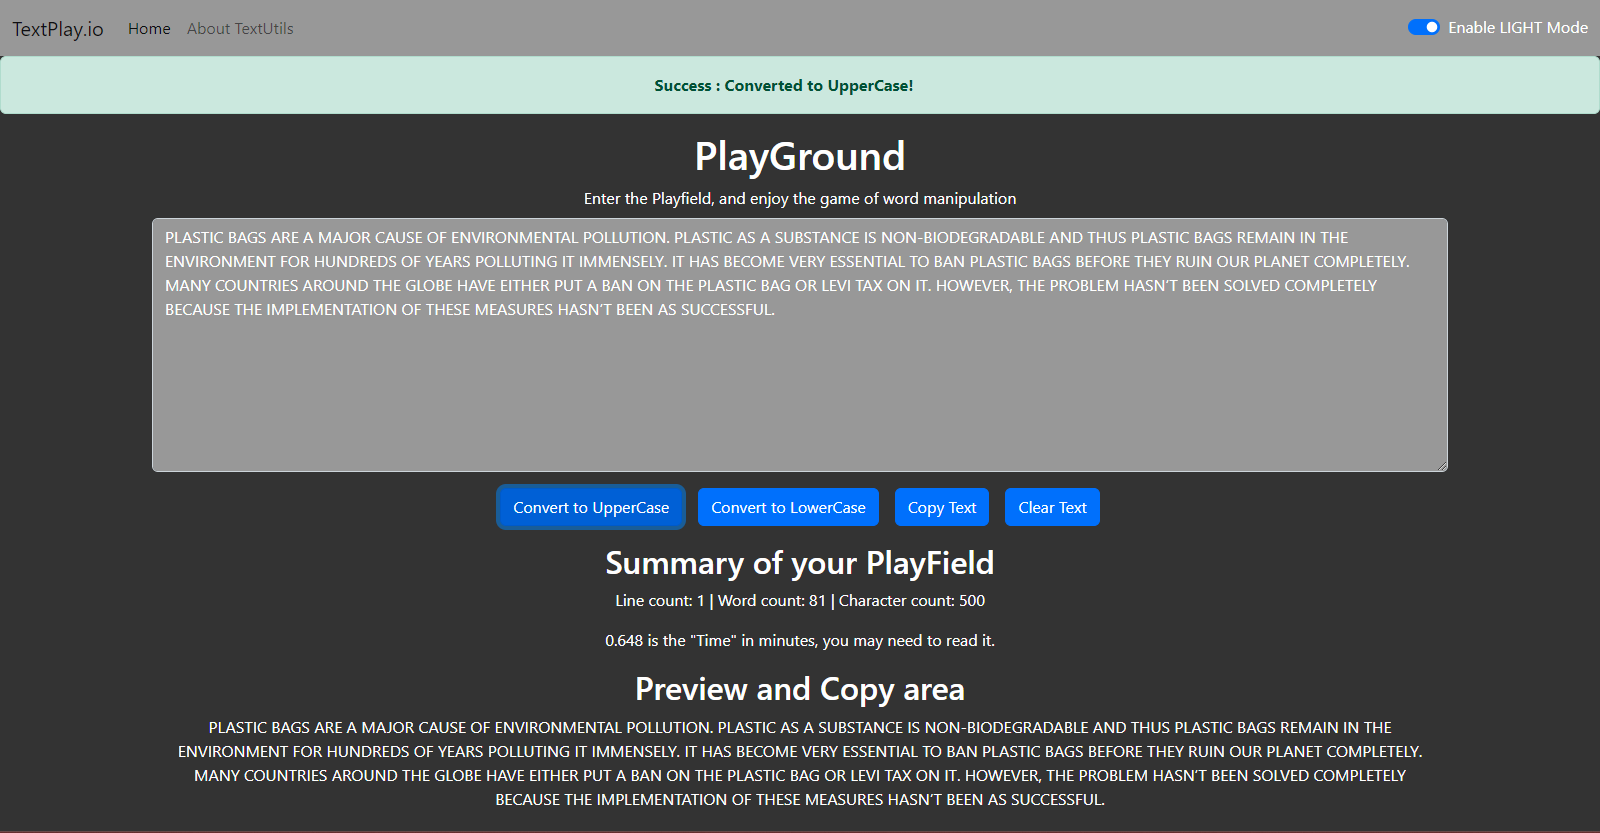 TextPlay.io Home About TextUtils Enable LIGHT Mode
Success : Converted to UpperCase!
PlayGround
Enter the Playfield, and enjoy the game of word manipulation
PLASTIC BAGS ARE A MAJOR CAUSE OF ENVIRONMENTAL POLLUTION. PLASTIC AS A SUBSTANCE IS NON-BIODEGRADABLE AND THUS PLASTIC BAGS REMAIN IN THE
ENVIRONMENT FOR HUNDREDS OF YEARS POLLUTING IT IMMENSELY. IT HAS BECOME VERY ESSENTIAL TO BAN PLASTIC BAGS BEFORE THEY RUIN OUR PLANET COMPLETELY.
MANY COUNTRIES AROUND THE GLOBE HAVE EITHER PUT A BAN ON THE PLASTIC BAG OR LEVI TAX ON IT. HOWEVER, THE PROBLEM HASN’T BEEN SOLVED COMPLETELY
BECAUSE THE IMPLEMENTATION OF THESE MEASURES HASN’T BEEN AS SUCCESSFUL.
Convert to UpperCase Convert to LowerCase Copy Text Clear Text
Summary of your PlayField
Line count: 1 | Word count: 81 | Character count: 500
0.648 is the "Time" in minutes, you may need to read it.
Preview and Copy area
PLASTIC BAGS ARE A MAJOR CAUSE OF ENVIRONMENTAL POLLUTION. PLASTIC AS A SUBSTANCE IS NON-BIODEGRADABLE AND THUS PLASTIC BAGS REMAIN IN THE
ENVIRONMENT FOR HUNDREDS OF YEARS POLLUTING IT IMMENSELY. IT HAS BECOME VERY ESSENTIAL TO BAN PLASTIC BAGS BEFORE THEY RUIN OUR PLANET COMPLETELY.
MANY COUNTRIES AROUND THE GLOBE HAVE EITHER PUT A BAN ON THE PLASTIC BAG OR LEVI TAX ON IT. HOWEVER, THE PROBLEM HASN’T BEEN SOLVED COMPLETELY
BECAUSE THE IMPLEMENTATION OF THESE MEASURES HASN’T BEEN AS SUCCESSFUL.